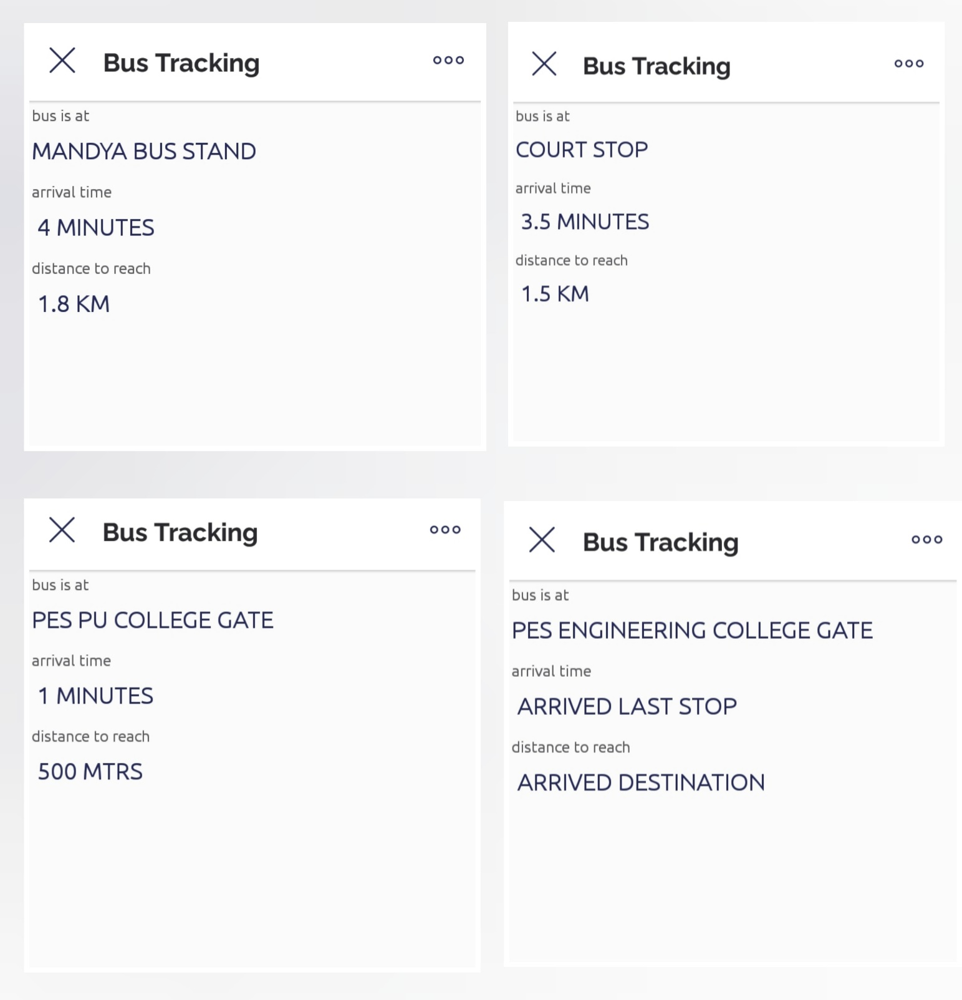 Bus Tracking
bus is at
MANDYA BUS STAND
arrival time
4 MINUTES
distance to reach
1.8 KM
Bus Tracking
bus is at
COURT STOP
arrival time
3.5 MINUTES
distance to reach
1.5 KM
Bus Tracking
bus is at
PES PU COLLEGE GATE
arrival time
1 MINUTES
distance to reach
500 MTRS
Bus Tracking
bus is at
PES ENGINEERING COLLEGE GATE
arrival time
ARRIVED LAST STOP
distance to reach
ARRIVED DESTINATION